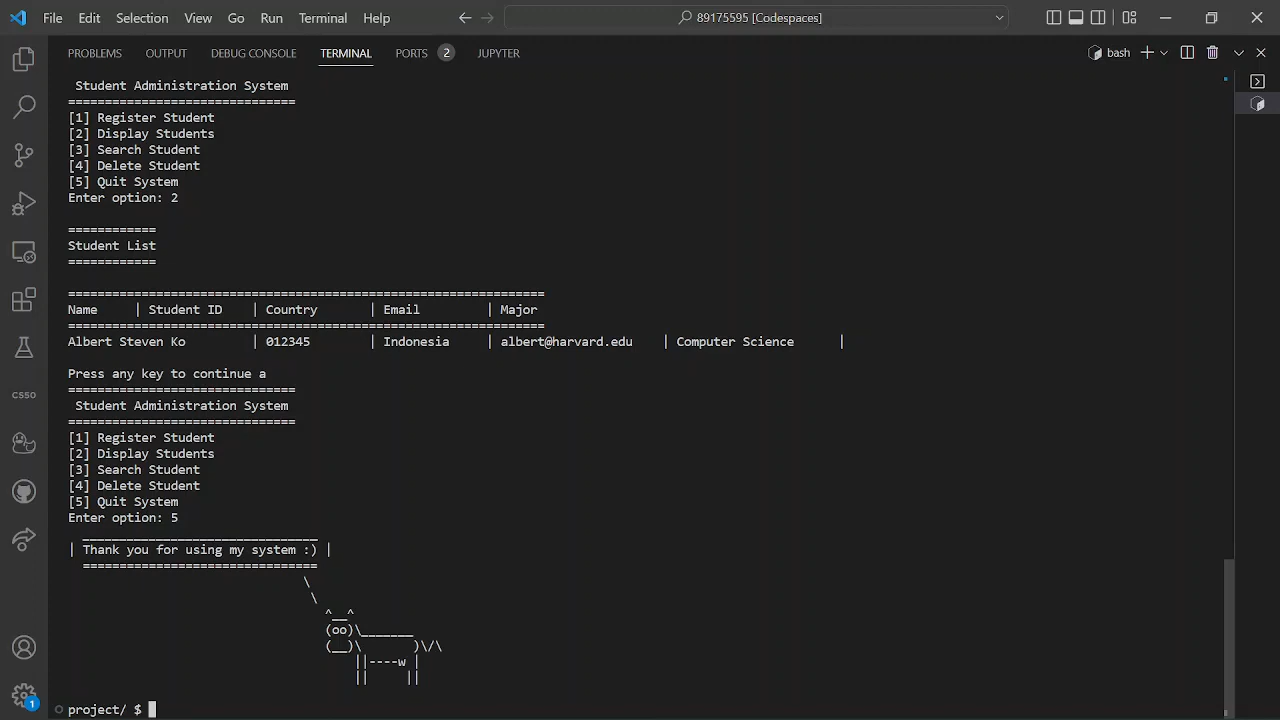 File Edit Selection View Go Run Terminal Help 89175595 [Codespaces]
PROBLEMS OUTPUT DEBUG CONSOLE TERMINAL PORTS 2 JUPYTER bash
Student Administration System
===============================
[1] Register Student
[2] Display Students
[3] Search Student
[4] Delete Student
[5] Quit System
Enter option: 2
============
Student List
============
=================================================================
Name     | Student ID    | Country       | Email         | Major
=================================================================
Albert Steven Ko         | 012345        | Indonesia     | albert@harvard.edu    | Computer Science      |
Press any key to continue a
===============================
Student Administration System
===============================
[1] Register Student
[2] Display Students
[3] Search Student
[4] Delete Student
[5] Quit System
Enter option: 5
  ________________________________
| Thank you for using my system :) |
  ================================
                                \
                                 \
                                   ^__^
                                   (oo)\_______
                                   (__)\       )\/\
                                       ||----w |
                                       ||     ||
project/ $
CS50
1